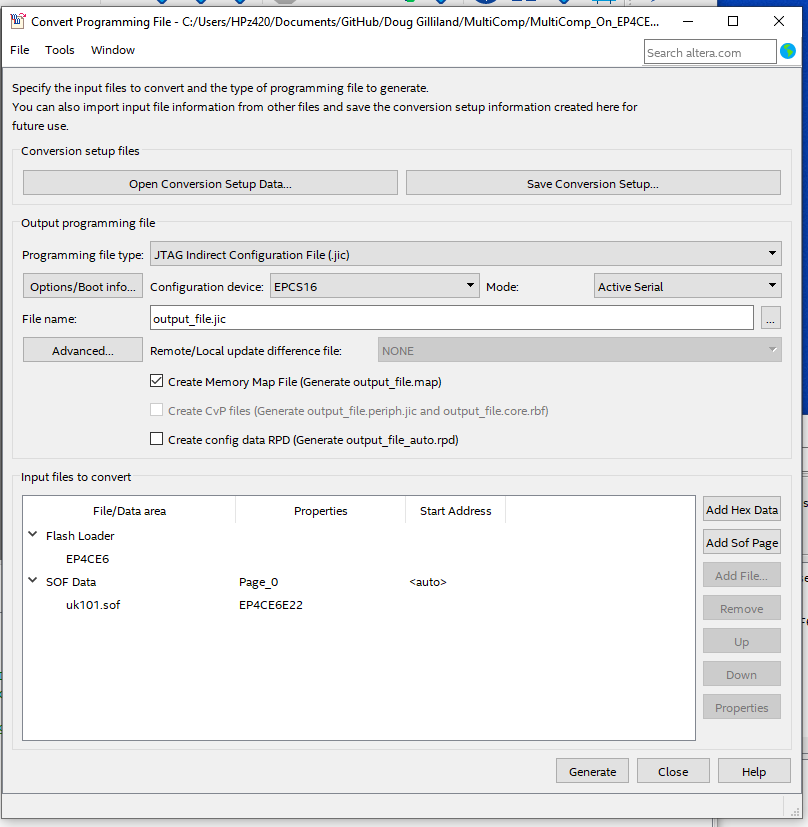 Convert Programming File - C:/Users/HPz420/Documents/GitHub/Doug Gilliland/MultiComp/MultiComp_On_EP4CE...
File Tools Window
Search altera.com
Specify the input files to convert and the type of programming file to generate.
You can also import input file information from other files and save the conversion setup information created here for
future use.
Conversion setup files
Open Conversion Setup Data... Save Conversion Setup...
Output programming file
Programming file type: JTAG Indirect Configuration File (.jic)
Options/Boot info... Configuration device: EPCS16 Mode: Active Serial
File name: output_file.jic ...
Advanced... Remote/Local update difference file: NONE
Create Memory Map File (Generate output_file.map)
Create CvP files (Generate output_file.periph.jic and output_file.core.rbf)
Create config data RPD (Generate output_file_auto.rpd)
Input files to convert
File/Data area Properties Start Address
Flash Loader
EP4CE6
SOF Data Page_0 <auto>
uk101.sof EP4CE6E22
Add Hex Data
Add Sof Page
Add File...
Remove
Up
Down
Properties
Generate Close Help